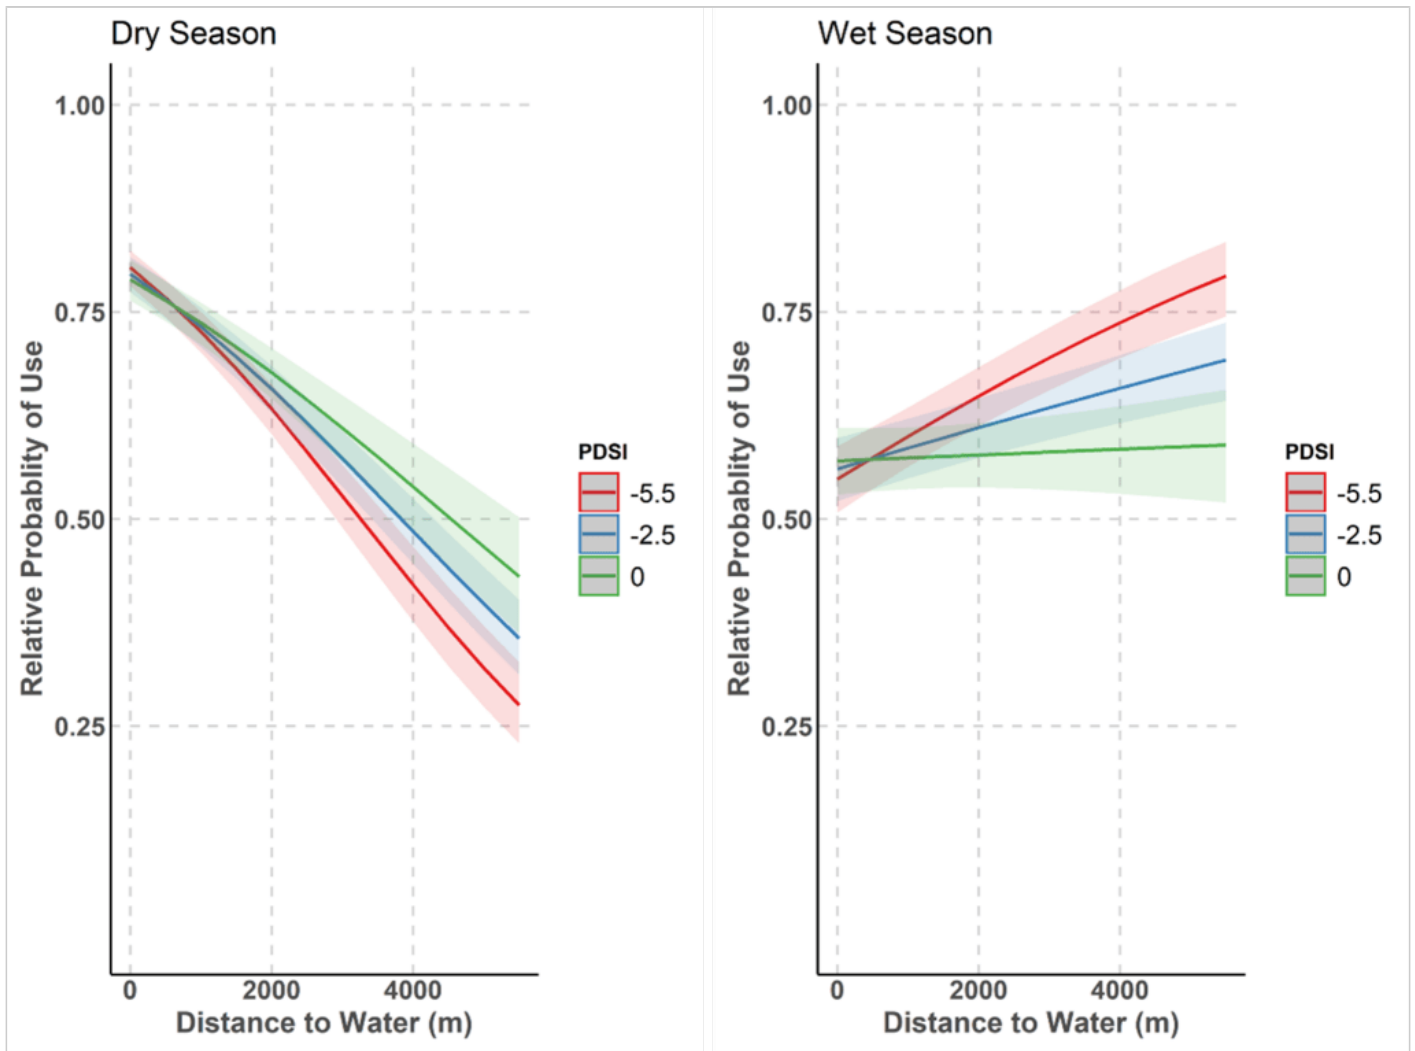 Dry Season
1.00
0.75
0.50
0.25
Relative Probablity of Use
0
2000
4000
Distance to Water (m)
PDSI
-5.5
-2.5
0
Wet Season
1.00
0.75
0.50
0.25
Relative Probablity of Use
0
2000
4000
Distance to Water (m)
PDSI
-5.5
-2.5
0